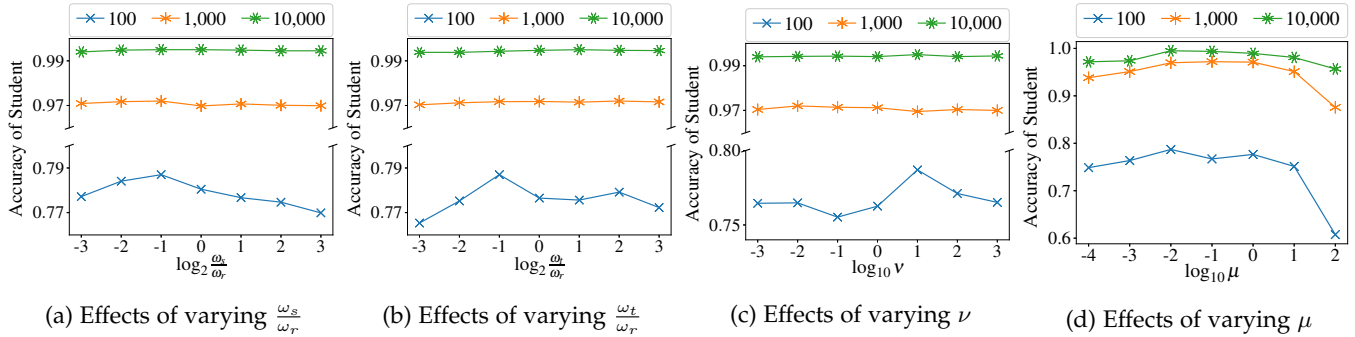 100 1,000 10,000
Accuracy of Student
0.99
0.97
0.79
0.77
-3 -2 -1 0 1 2 3
log₂ ωₛ/ωᵣ
(a) Effects of varying ωₛ/ωᵣ
100 1,000 10,000
Accuracy of Student
0.99
0.97
0.79
0.77
-3 -2 -1 0 1 2 3
log₂ ωₜ/ωᵣ
(b) Effects of varying ωₜ/ωᵣ
100 1,000 10,000
Accuracy of Student
0.99
0.97
0.80
0.75
-3 -2 -1 0 1 2 3
log₁₀ ν
(c) Effects of varying ν
100 1,000 10,000
Accuracy of Student
1.0
0.9
0.8
0.7
0.6
-4 -3 -2 -1 0 1 2
log₁₀ μ
(d) Effects of varying μ